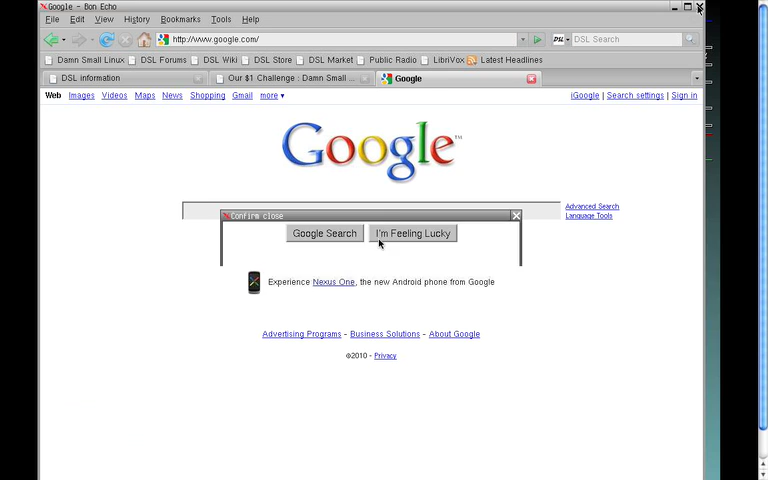 Google - Bon Echo
File Edit View History Bookmarks Tools Help
http://www.google.com/ DSL DSL Search
Damn Small Linux DSL Forums DSL Wiki DSL Store DSL Market Public Radio LibriVox Latest Headlines
DSL information Our $1 Challenge : Damn Small ... Google
Web Images Videos Maps News Shopping Gmail more ▾ iGoogle | Search settings | Sign in
Google™
Advanced Search
Language Tools
Confirm close
Google Search I'm Feeling Lucky
Experience Nexus One, the new Android phone from Google
Advertising Programs - Business Solutions - About Google
©2010 - Privacy